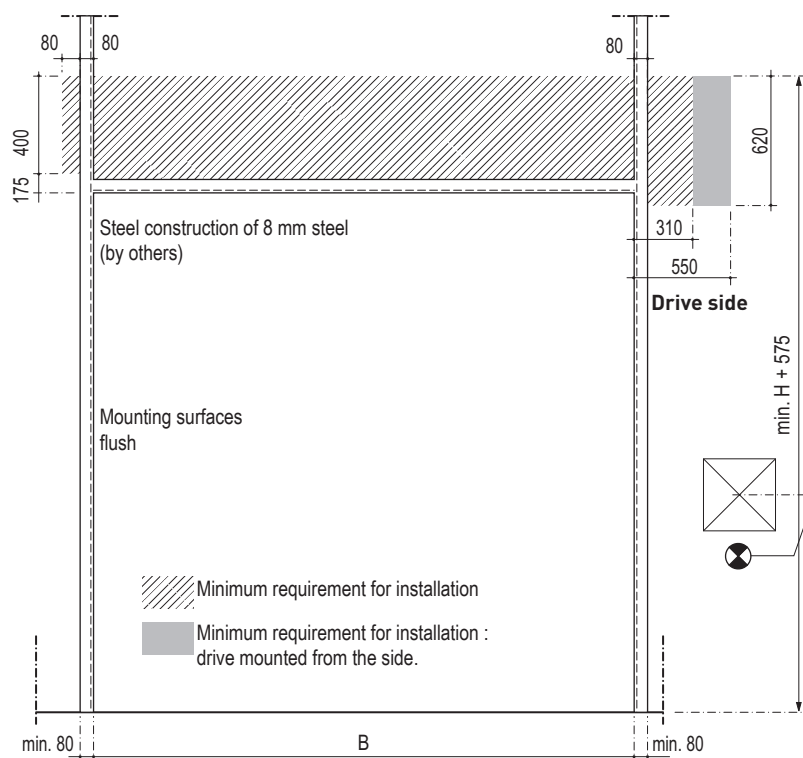 80
80
80
400
175
620
310
550
Drive side
Steel construction of 8 mm steel
(by others)
min. H + 575
Mounting surfaces
flush
Minimum requirement for installation
Minimum requirement for installation :
drive mounted from the side.
min. 80
B
min. 80